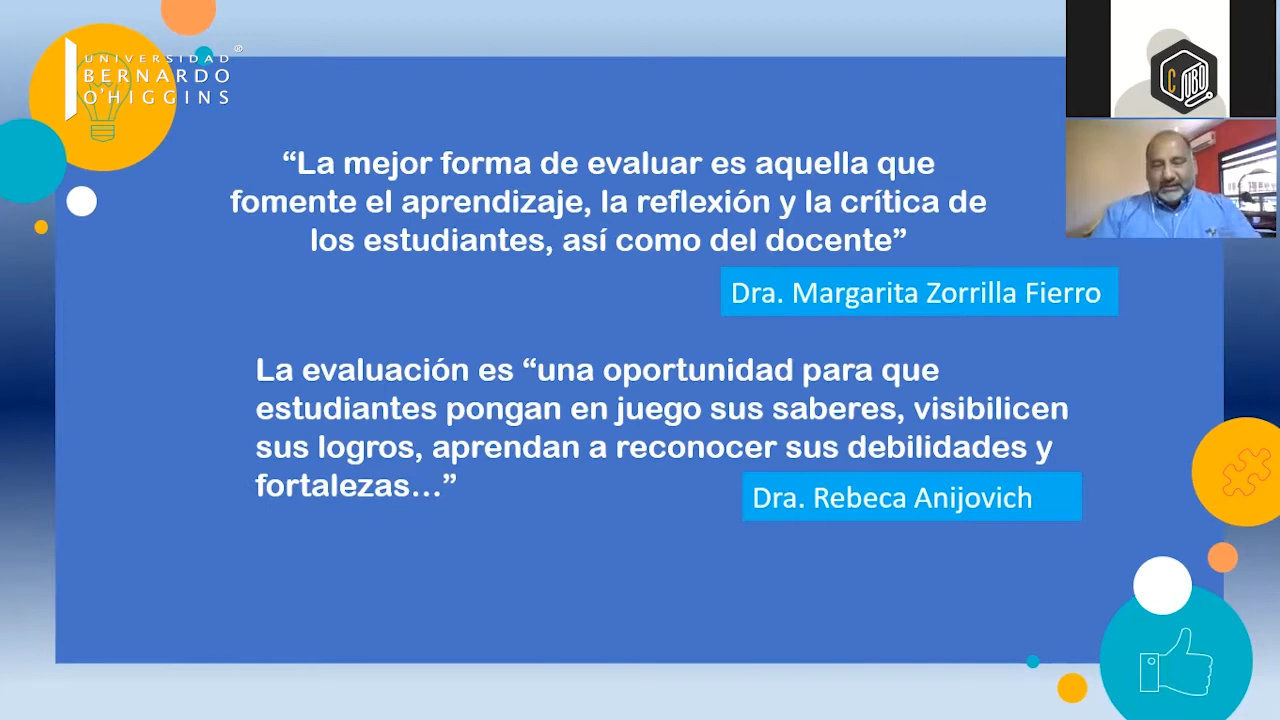 UNIVERSIDAD
BERNARDO
O'HIGGINS
®
CUBO
“La mejor forma de evaluar es aquella que
fomente el aprendizaje, la reflexión y la crítica de
los estudiantes, así como del docente”
Dra. Margarita Zorrilla Fierro
La evaluación es “una oportunidad para que
estudiantes pongan en juego sus saberes, visibilicen
sus logros, aprendan a reconocer sus debilidades y
fortalezas...”
Dra. Rebeca Anijovich